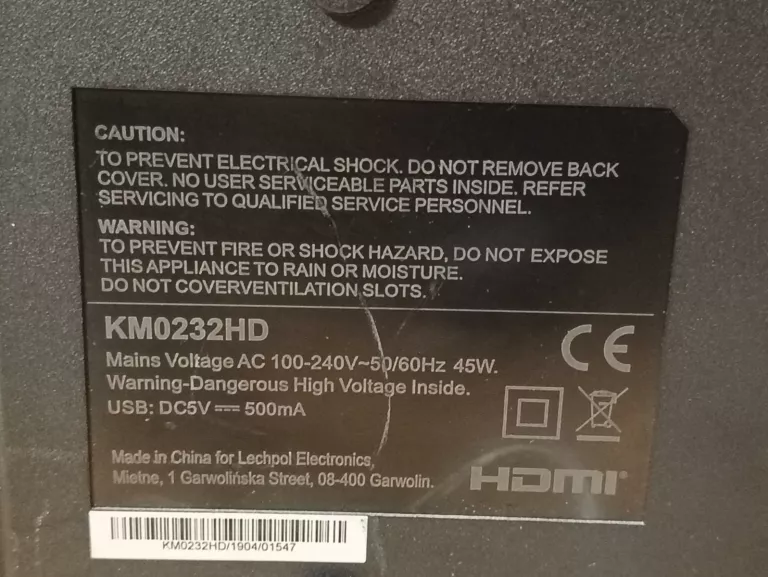 CAUTION:
TO PREVENT ELECTRICAL SHOCK. DO NOT REMOVE BACK
COVER. NO USER SERVICEABLE PARTS INSIDE. REFER
SERVICING TO QUALIFIED SERVICE PERSONNEL.
WARNING:
TO PREVENT FIRE OR SHOCK HAZARD, DO NOT EXPOSE
THIS APPLIANCE TO RAIN OR MOISTURE.
DO NOT COVERVENTILATION SLOTS.
KM0232HD
Mains Voltage AC 100-240V~50/60Hz 45W.
Warning-Dangerous High Voltage Inside.
USB: DC5V ⎓ 500mA
CE
Made in China for Lechpol Electronics,
Miętne, 1 Garwolińska Street, 08-400 Garwolin.
HDMI®
KM0232HD/1904/01547